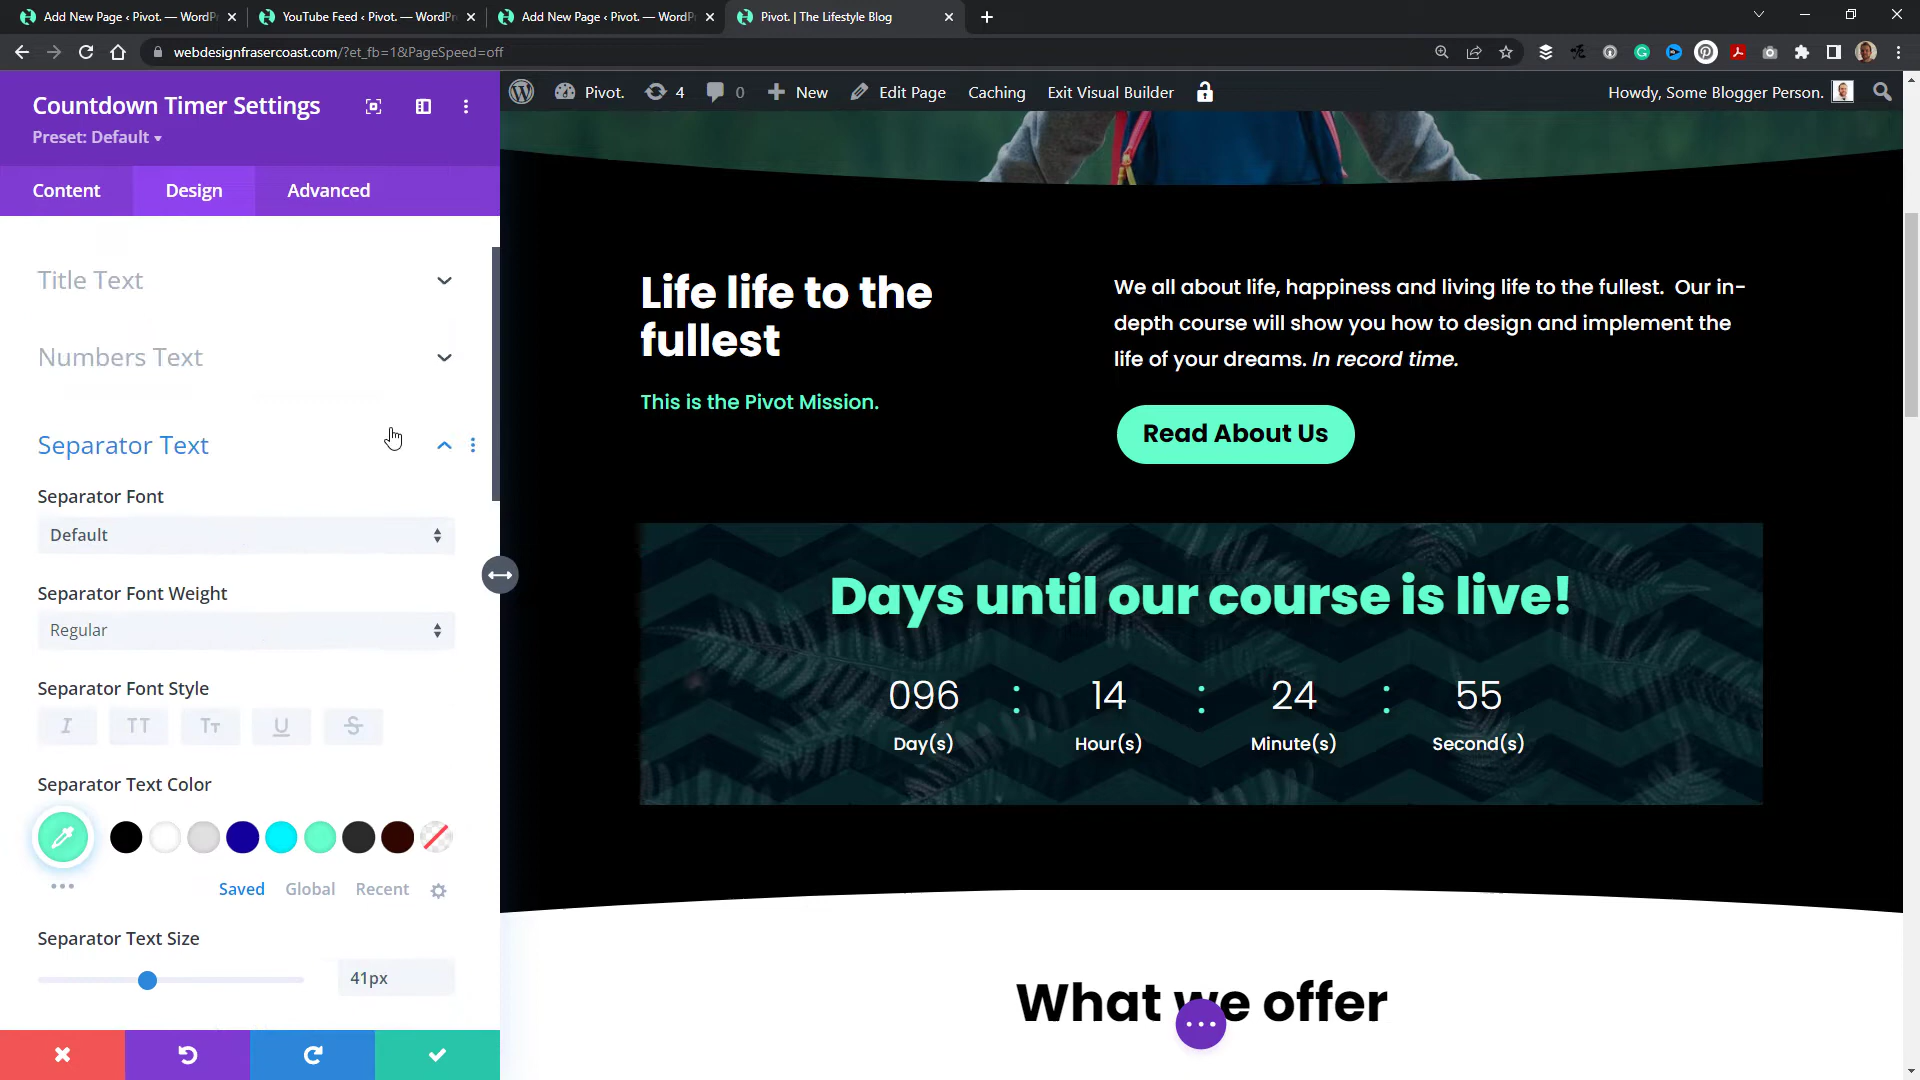 Add New Page ‹ Pivot. — WordPr
YouTube Feed ‹ Pivot. — WordPre
Add New Page ‹ Pivot. — WordPr
Pivot. | The Lifestyle Blog
webdesignfrasercoast.com/?et_fb=1&PageSpeed=off
Countdown Timer Settings
Preset: Default
Content
Design
Advanced
Title Text
Numbers Text
Separator Text
Separator Font
Default
Separator Font Weight
Regular
Separator Font Style
I TT Tт U S
Separator Text Color
Saved Global Recent
Separator Text Size
41px
Pivot.
4
0
New
Edit Page
Caching
Exit Visual Builder
Howdy, Some Blogger Person.
Life life to the
fullest
This is the Pivot Mission.
We all about life, happiness and living life to the fullest.  Our in-
depth course will show you how to design and implement the
life of your dreams. In record time.
Read About Us
Days until our course is live!
096 : 14 : 24 : 55
Day(s) Hour(s) Minute(s) Second(s)
What we offer